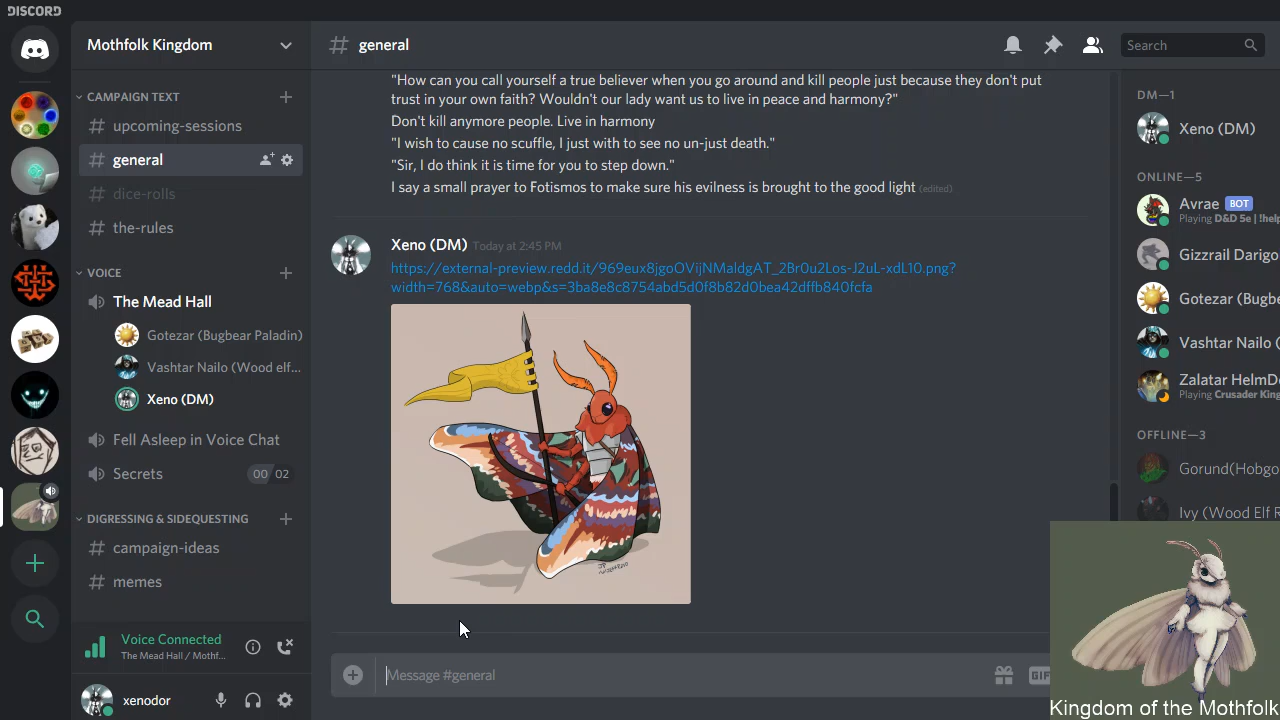 DISCORD
Mothfolk Kingdom
CAMPAIGN TEXT
# upcoming-sessions
# general
# dice-rolls
# the-rules
VOICE
The Mead Hall
Gotezar (Bugbear Paladin)
Vashtar Nailo (Wood elf...
Xeno (DM)
Fell Asleep in Voice Chat
Secrets 00 02
DIGRESSING & SIDEQUESTING
# campaign-ideas
# memes
Voice Connected
The Mead Hall / Mothf...
xenodor
# general
Search
"How can you call yourself a true believer when you go around and kill people just because they don't put
trust in your own faith? Wouldn't our lady want us to live in peace and harmony?"
Don't kill anymore people. Live in harmony
"I wish to cause no scuffle, I just with to see no un-just death."
"Sir, I do think it is time for you to step down."
I say a small prayer to Fotismos to make sure his evilness is brought to the good light (edited)
Xeno (DM) Today at 2:45 PM
https://external-preview.redd.it/969eux8jgoOVijNMaldgAT_2Br0u2Los-J2uL-xdL10.png?
width=768&auto=webp&s=3ba8e8c8754abd5d0f8b82d0bea42dffb840fcfa
Message #general
GIF
DM—1
Xeno (DM)
ONLINE—5
Avrae BOT
Playing D&D 5e | !help
Gizzrail Darigo
Gotezar (Bugbe
Vashtar Nailo (
Zalatar HelmDe
Playing Crusader King
OFFLINE—3
Gorund(Hobgo
Ivy (Wood Elf R
Kingdom of the Mothfolk